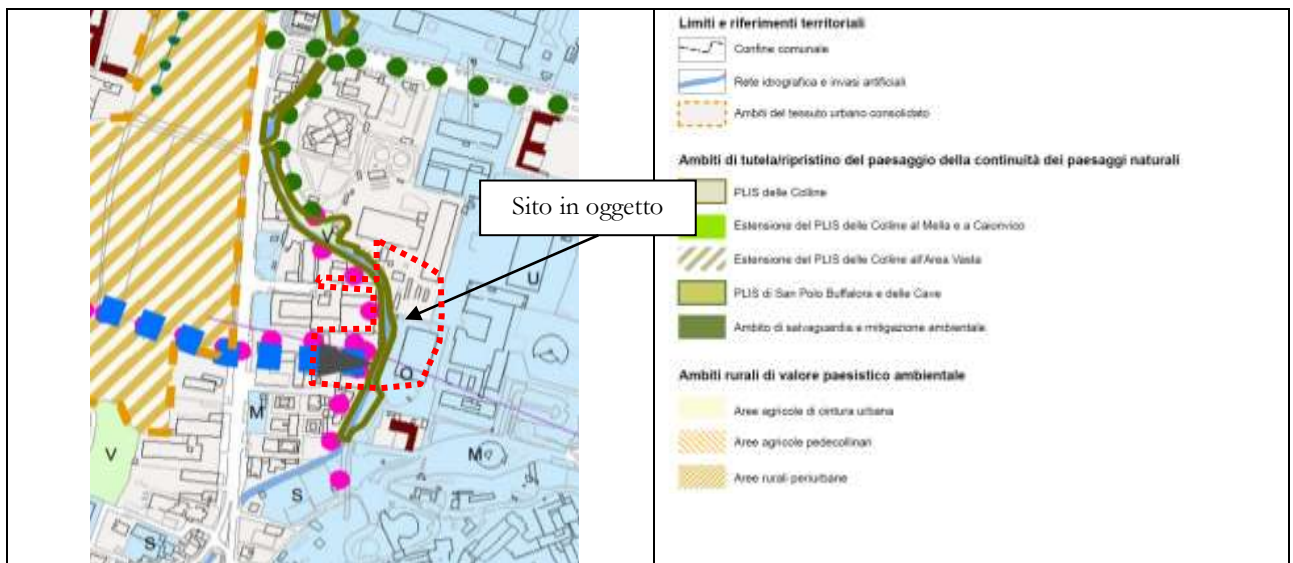 Sito in oggetto
V
U
O
M
V
M
S
S
Limiti e riferimenti territoriali
Confine comunale
Rete idrografica e invasi artificiali
Ambiti del tessuto urbano consolidato
Ambiti di tutela/ripristino del paesaggio della continuità dei paesaggi naturali
PLIS delle Colline
Estensione del PLIS delle Colline al Mella e a Caionvico
Estensione del PLIS delle Colline all'Area Vasta
PLIS di San Polo Buffalora e delle Cave
Ambito di salvaguardia e mitigazione ambientale
Ambiti rurali di valore paesistico ambientale
Aree agricole di cintura urbana
Aree agricole pedecollinari
Aree rurali periurbane